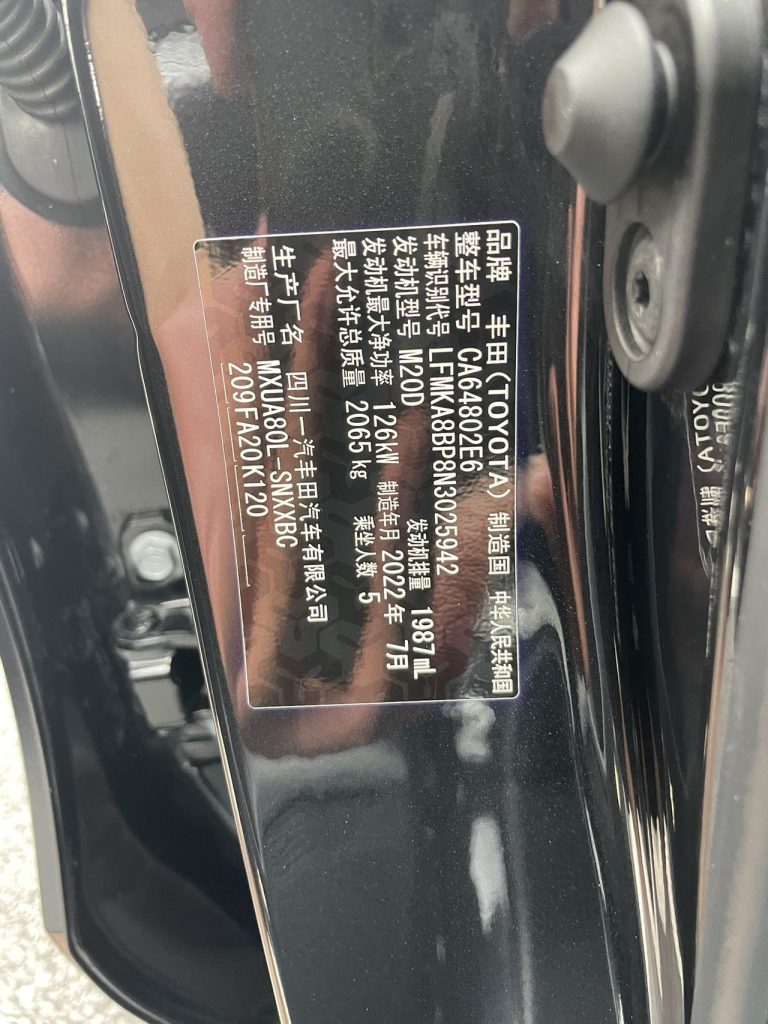 品牌 丰田(TOYOTA) 制造国 中华人民共和国
整车型号 CA64802E6
车辆识别代号 LFMKA8BP8N3025942
发动机型号 M20D 发动机排量 1987mL
发动机最大净功率 126kW 制造年月 2022年 7月
最大允许总质量 2065kg 乘坐人数 5
生产厂名 四川一汽丰田汽车有限公司
制造厂专用号 MXUA80L-SNXXBC
209FA20K120